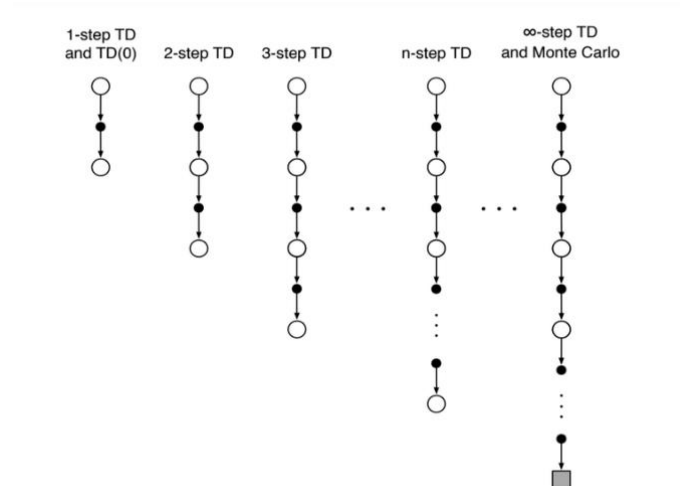 1-step TD
and TD(0)
2-step TD
3-step TD
n-step TD
∞-step TD
and Monte Carlo